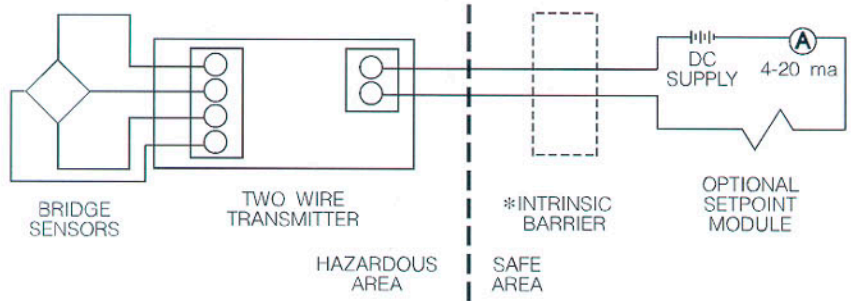 A
DC
SUPPLY
4-20 ma
BRIDGE
SENSORS
TWO WIRE
TRANSMITTER
*INTRINSIC
BARRIER
OPTIONAL
SETPOINT
MODULE
HAZARDOUS
AREA
SAFE
AREA